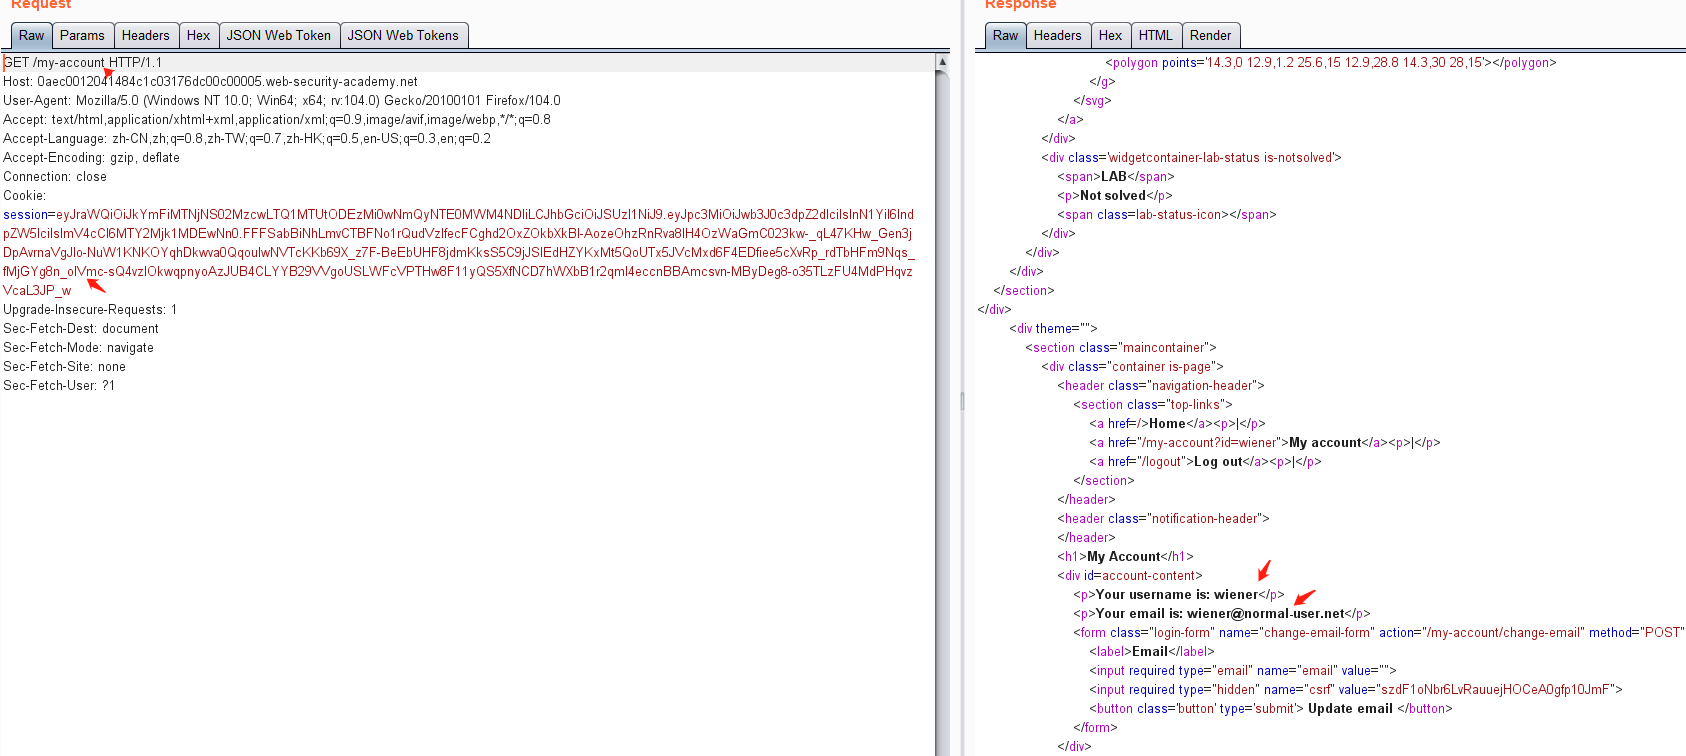 Request
Raw Params Headers Hex JSON Web Token JSON Web Tokens
GET /my-account HTTP/1.1
Host: 0aec0012041484c1c03176dc00c00005.web-security-academy.net
User-Agent: Mozilla/5.0 (Windows NT 10.0; Win64; x64; rv:104.0) Gecko/20100101 Firefox/104.0
Accept: text/html,application/xhtml+xml,application/xml;q=0.9,image/avif,image/webp,*/*;q=0.8
Accept-Language: zh-CN,zh;q=0.8,zh-TW;q=0.7,zh-HK;q=0.5,en-US;q=0.3,en;q=0.2
Accept-Encoding: gzip, deflate
Connection: close
Cookie:
session=eyJraWQiOiJkYmFiMTNjNS02MzcwLTQ1MTUtODEzMi0wNmQyNTE0MWM4NDIiLCJhbGciOiJSUzI1NiJ9.eyJpc3MiOiJwb3J0c3dpZ2dlciIsInN1YiI6Ind
pZW5lciIsImV4cCI6MTY2Mjk1MDEwNn0.FFFSabBiNhLmvCTBFNo1rQudVzIfecFCghd2OxZOkbXkBl-AozeOhzRnRva8lH4OzWaGmC023kw-_qL47KHw_Gen3j
DpAvrnaVgJIo-NuW1KNKOYqhDkwva0QqoulwNVTcKKb69X_z7F-BeEbUHF8jdmKksS5C9jJSIEdHZYKxMt5QoUTx5JVcMxd6F4EDfiee5cXvRp_rdTbHFm9Nqs_
fMjGYg8n_oIVmc-sQ4vzlOkwqpnyoAzJUB4CLYYB29VVgoUSLWFcVPTHw8F11yQS5XfNCD7hWXbB1r2qml4eccnBBAmcsvn-MByDeg8-o35TLzFU4MdPHqvz
VcaL3JP_w
Upgrade-Insecure-Requests: 1
Sec-Fetch-Dest: document
Sec-Fetch-Mode: navigate
Sec-Fetch-Site: none
Sec-Fetch-User: ?1
Response
Raw Headers Hex HTML Render
<polygon points='14.3,0 12.9,1.2 25.6,15 12.9,28.8 14.3,30 28,15'></polygon>
</g>
</svg>
</a>
</div>
<div class='widgetcontainer-lab-status is-notsolved'>
<span>LAB</span>
<p>Not solved</p>
<span class=lab-status-icon></span>
</div>
</div>
</div>
</section>
</div>
<div theme="">
<section class="maincontainer">
<div class="container is-page">
<header class="navigation-header">
<section class="top-links">
<a href=/>Home</a><p>|</p>
<a href="/my-account?id=wiener">My account</a><p>|</p>
<a href="/logout">Log out</a><p>|</p>
</section>
</header>
<header class="notification-header">
</header>
<h1>My Account</h1>
<div id=account-content>
<p>Your username is: wiener</p>
<p>Your email is: wiener@normal-user.net</p>
<form class="login-form" name="change-email-form" action="/my-account/change-email" method="POST"
<label>Email</label>
<input required type="email" name="email" value="">
<input required type="hidden" name="csrf" value="szdF1oNbr6LvRauuejHOCeA0gfp10JmF">
<button class='button' type='submit'> Update email </button>
</form>
</div>